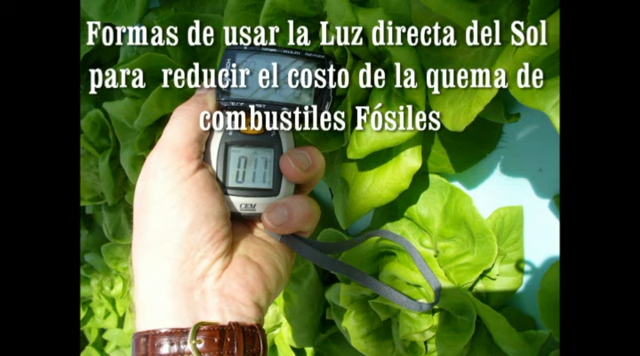 Formas de usar la Luz directa del Sol
para reducir el costo de la quema de
combustiles Fósiles
011
CEM